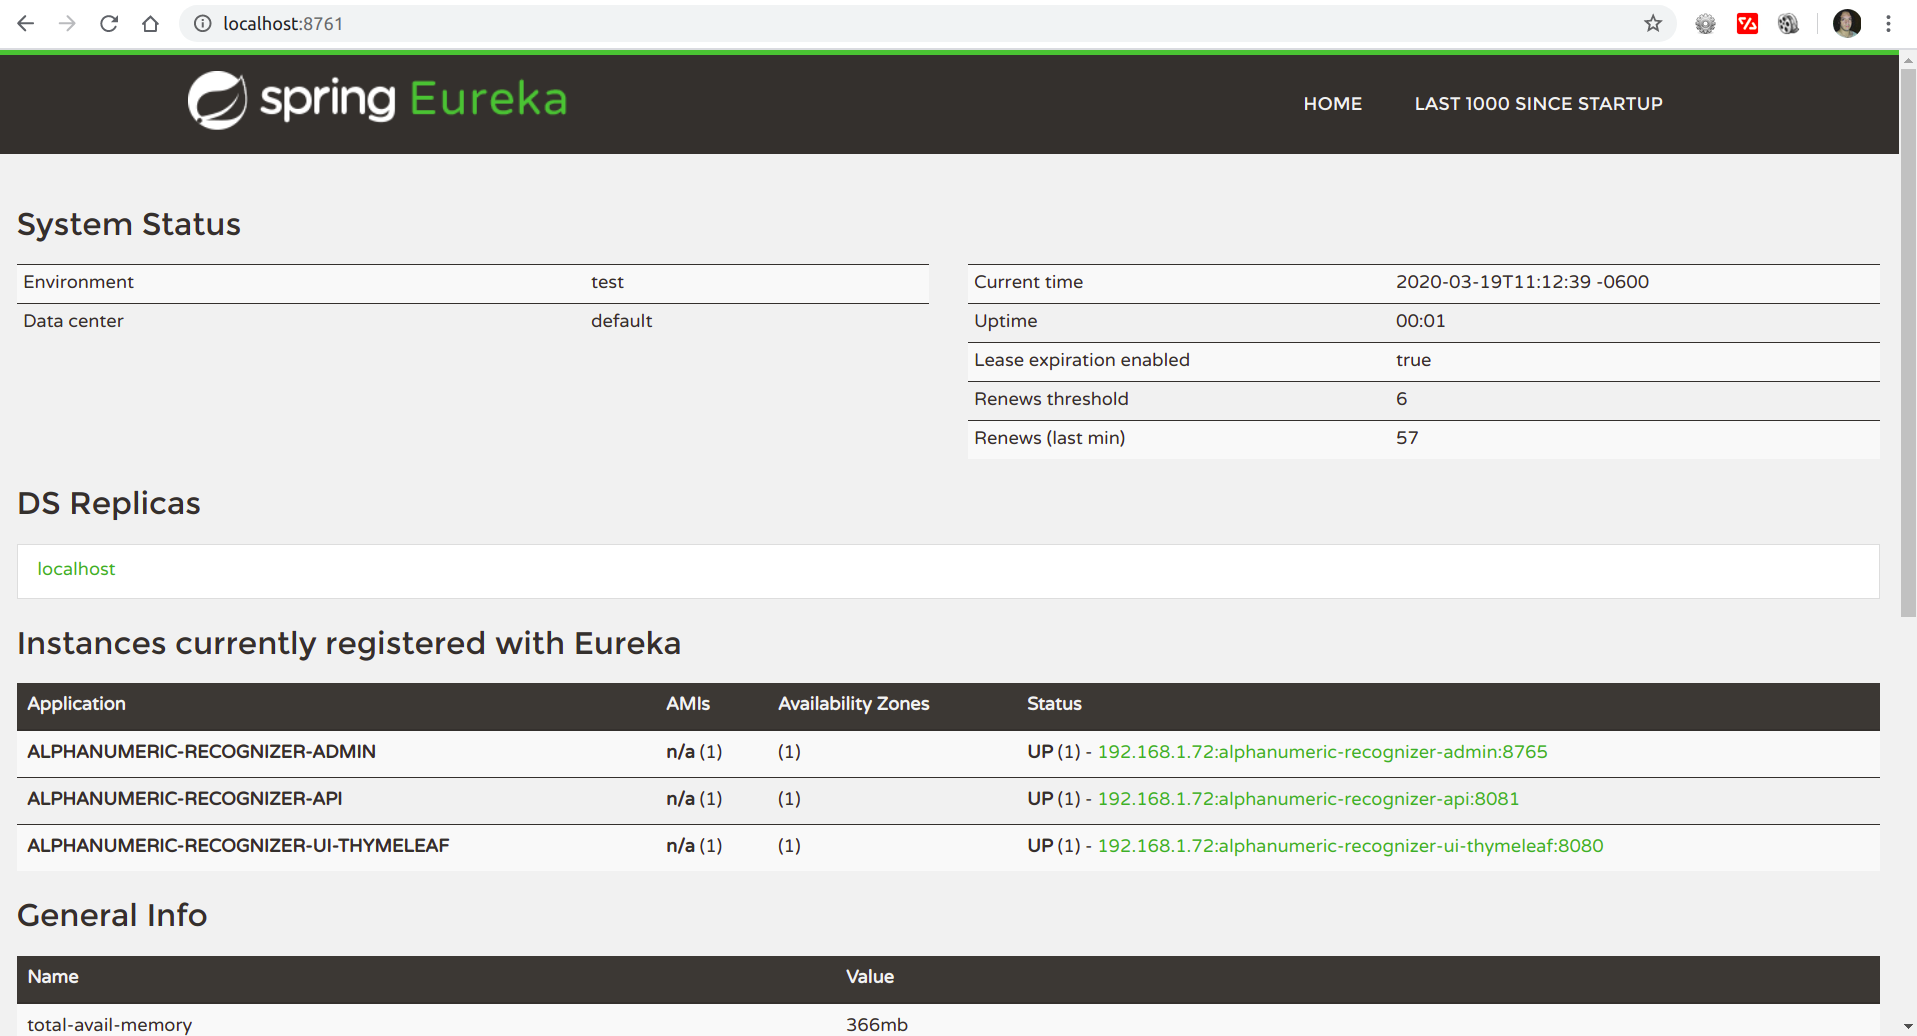 localhost:8761
spring Eureka HOME LAST 1000 SINCE STARTUP
System Status
Environment test
Data center default
Current time 2020-03-19T11:12:39 -0600
Uptime 00:01
Lease expiration enabled true
Renews threshold 6
Renews (last min) 57
DS Replicas
localhost
Instances currently registered with Eureka
Application AMIs Availability Zones Status
ALPHANUMERIC-RECOGNIZER-ADMIN n/a (1) (1) UP (1) - 192.168.1.72:alphanumeric-recognizer-admin:8765
ALPHANUMERIC-RECOGNIZER-API n/a (1) (1) UP (1) - 192.168.1.72:alphanumeric-recognizer-api:8081
ALPHANUMERIC-RECOGNIZER-UI-THYMELEAF n/a (1) (1) UP (1) - 192.168.1.72:alphanumeric-recognizer-ui-thymeleaf:8080
General Info
Name Value
total-avail-memory 366mb